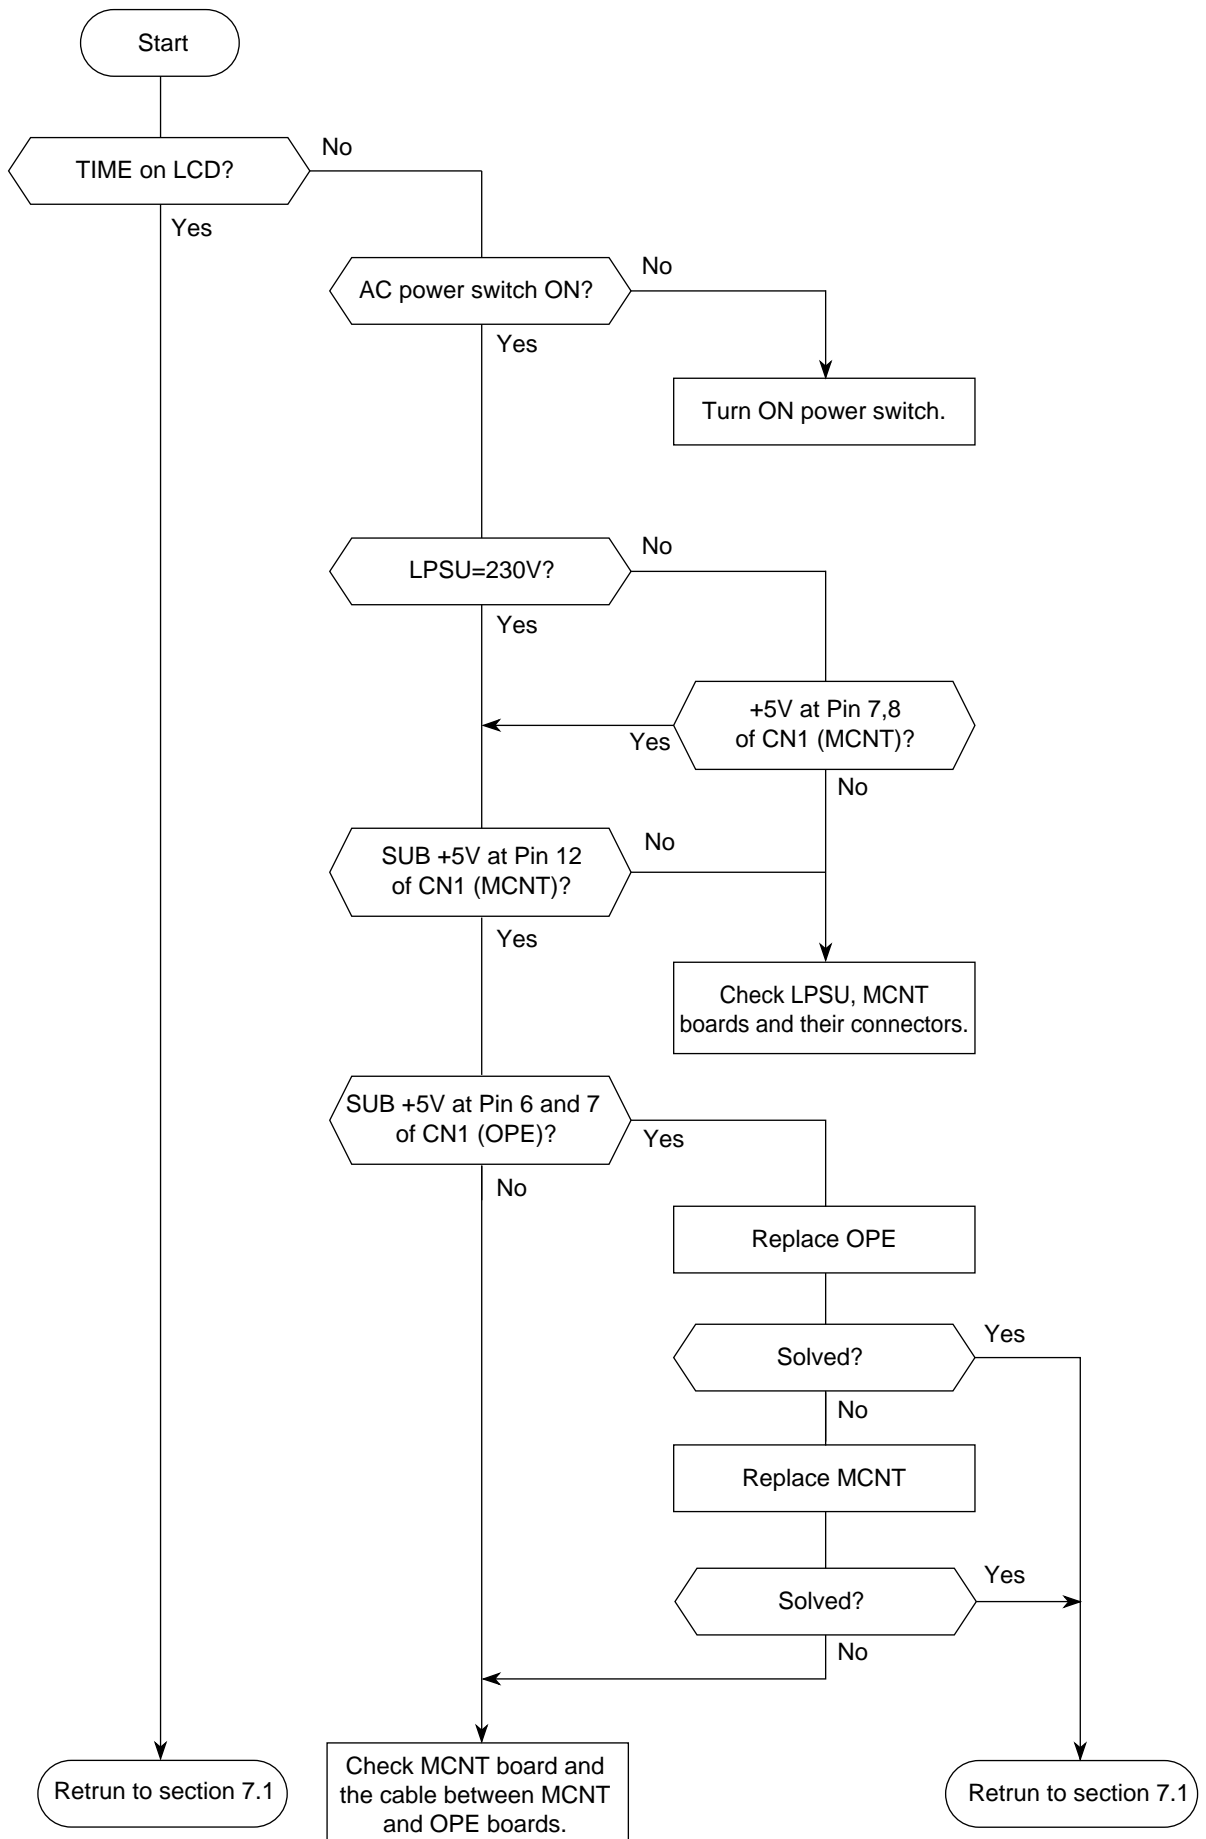 Start
TIME on LCD?
No
Yes
AC power switch ON?
No
Yes
Turn ON power switch.
LPSU=230V?
No
Yes
+5V at Pin 7,8
of CN1 (MCNT)?
Yes
No
SUB +5V at Pin 12
of CN1 (MCNT)?
No
Yes
Check LPSU, MCNT
boards and their connectors.
SUB +5V at Pin 6 and 7
of CN1 (OPE)?
Yes
No
Replace OPE
Solved?
Yes
No
Replace MCNT
Solved?
Yes
No
Retrun to section 7.1
Check MCNT board and
the cable between MCNT
and OPE boards.
Retrun to section 7.1